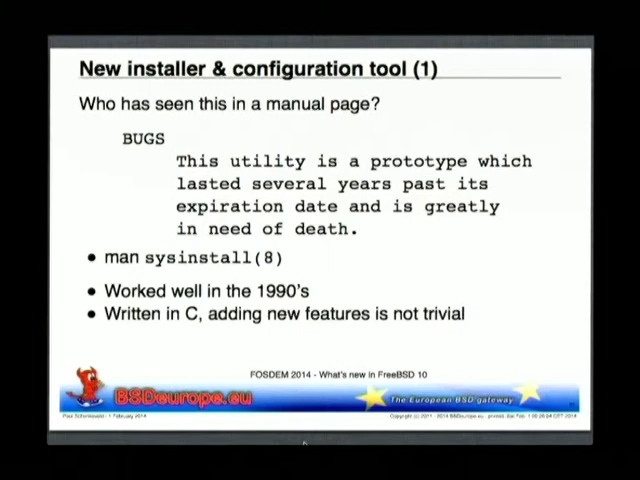 New installer & configuration tool (1)
Who has seen this in a manual page?
BUGS
This utility is a prototype which
lasted several years past its
expiration date and is greatly
in need of death.
• man sysinstall(8)
• Worked well in the 1990's
• Written in C, adding new features is not trivial
FOSDEM 2014 - What's new in FreeBSD 10
BSDeurope.eu
The European BSD gateway
1 February 2014